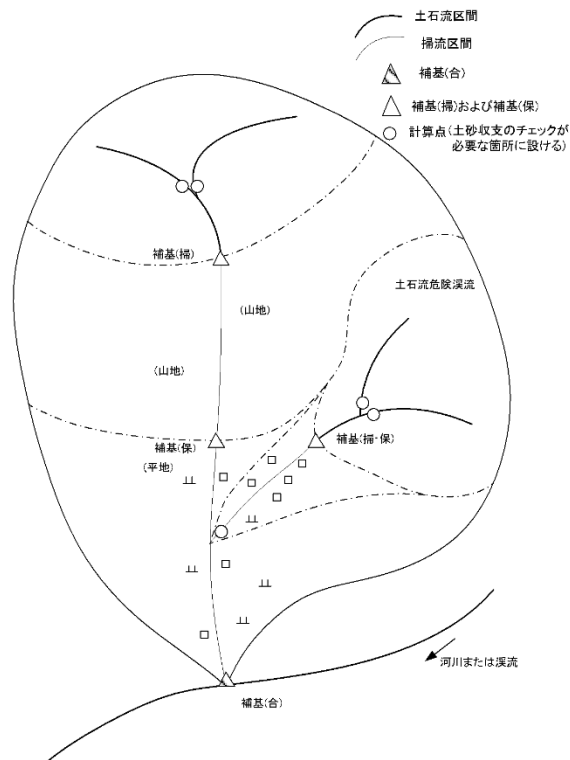 土石流区間
掃流区間
補基(合)
補基(掃)および補基(保)
計算点(土砂収支のチェックが
必要な箇所に設ける)
補基(掃)
土石流危険渓流
(山地)
(山地)
補基(保)
補基(掃・保)
(平地)
河川または渓流
補基(合)